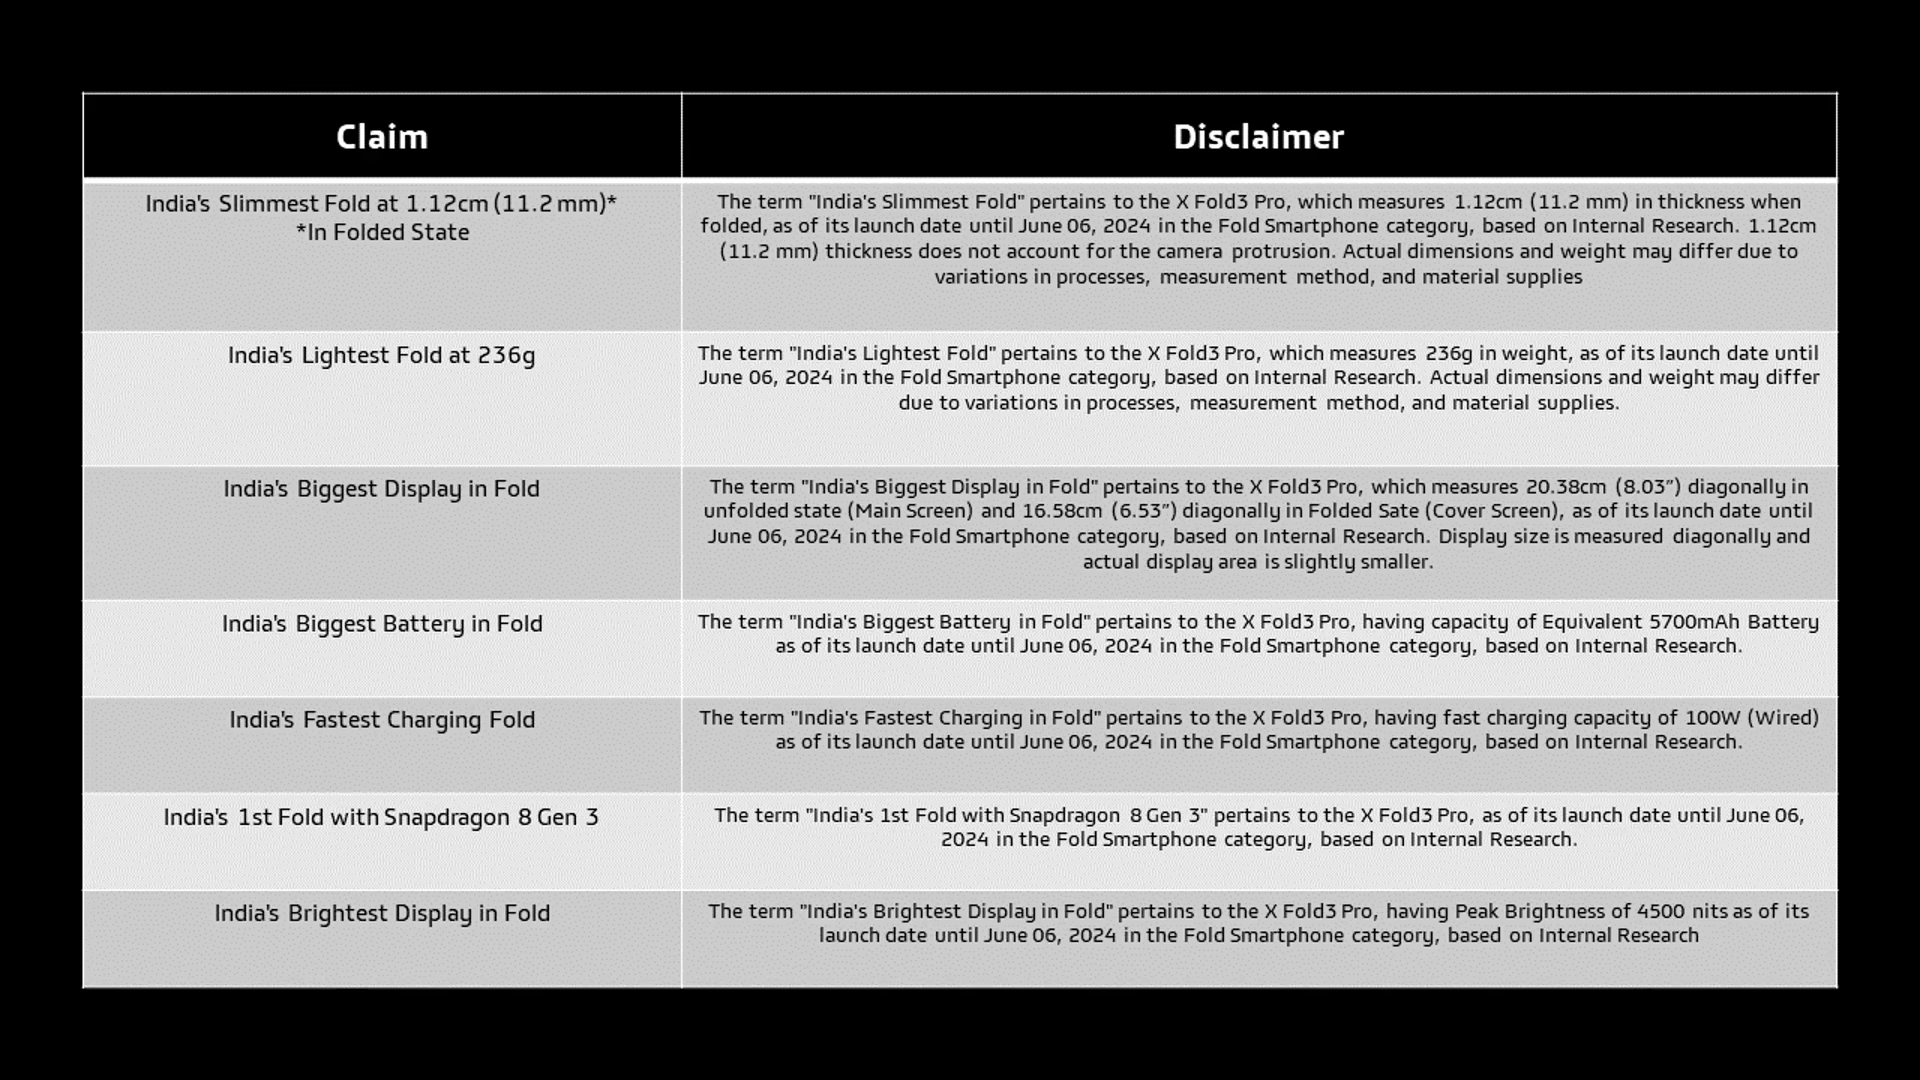 Claim
Disclaimer
India's Slimmest Fold at 1.12cm (11.2 mm)*
*In Folded State
The term "India's Slimmest Fold" pertains to the X Fold3 Pro, which measures 1.12cm (11.2 mm) in thickness when
folded, as of its launch date until June 06, 2024 in the Fold Smartphone category, based on Internal Research. 1.12cm
(11.2 mm) thickness does not account for the camera protrusion. Actual dimensions and weight may differ due to
variations in processes, measurement method, and material supplies
India's Lightest Fold at 236g
The term "India's Lightest Fold" pertains to the X Fold3 Pro, which measures 236g in weight, as of its launch date until
June 06, 2024 in the Fold Smartphone category, based on Internal Research. Actual dimensions and weight may differ
due to variations in processes, measurement method, and material supplies.
India's Biggest Display in Fold
The term "India's Biggest Display in Fold" pertains to the X Fold3 Pro, which measures 20.38cm (8.03”) diagonally in
unfolded state (Main Screen) and 16.58cm (6.53”) diagonally in Folded Sate (Cover Screen), as of its launch date until
June 06, 2024 in the Fold Smartphone category, based on Internal Research. Display size is measured diagonally and
actual display area is slightly smaller.
India's Biggest Battery in Fold
The term "India's Biggest Battery in Fold" pertains to the X Fold3 Pro, having capacity of Equivalent 5700mAh Battery
as of its launch date until June 06, 2024 in the Fold Smartphone category, based on Internal Research.
India's Fastest Charging Fold
The term "India's Fastest Charging in Fold" pertains to the X Fold3 Pro, having fast charging capacity of 100W (Wired)
as of its launch date until June 06, 2024 in the Fold Smartphone category, based on Internal Research.
India's 1st Fold with Snapdragon 8 Gen 3
The term "India's 1st Fold with Snapdragon 8 Gen 3" pertains to the X Fold3 Pro, as of its launch date until June 06,
2024 in the Fold Smartphone category, based on Internal Research.
India's Brightest Display in Fold
The term "India's Brightest Display in Fold" pertains to the X Fold3 Pro, having Peak Brightness of 4500 nits as of its
launch date until June 06, 2024 in the Fold Smartphone category, based on Internal Research